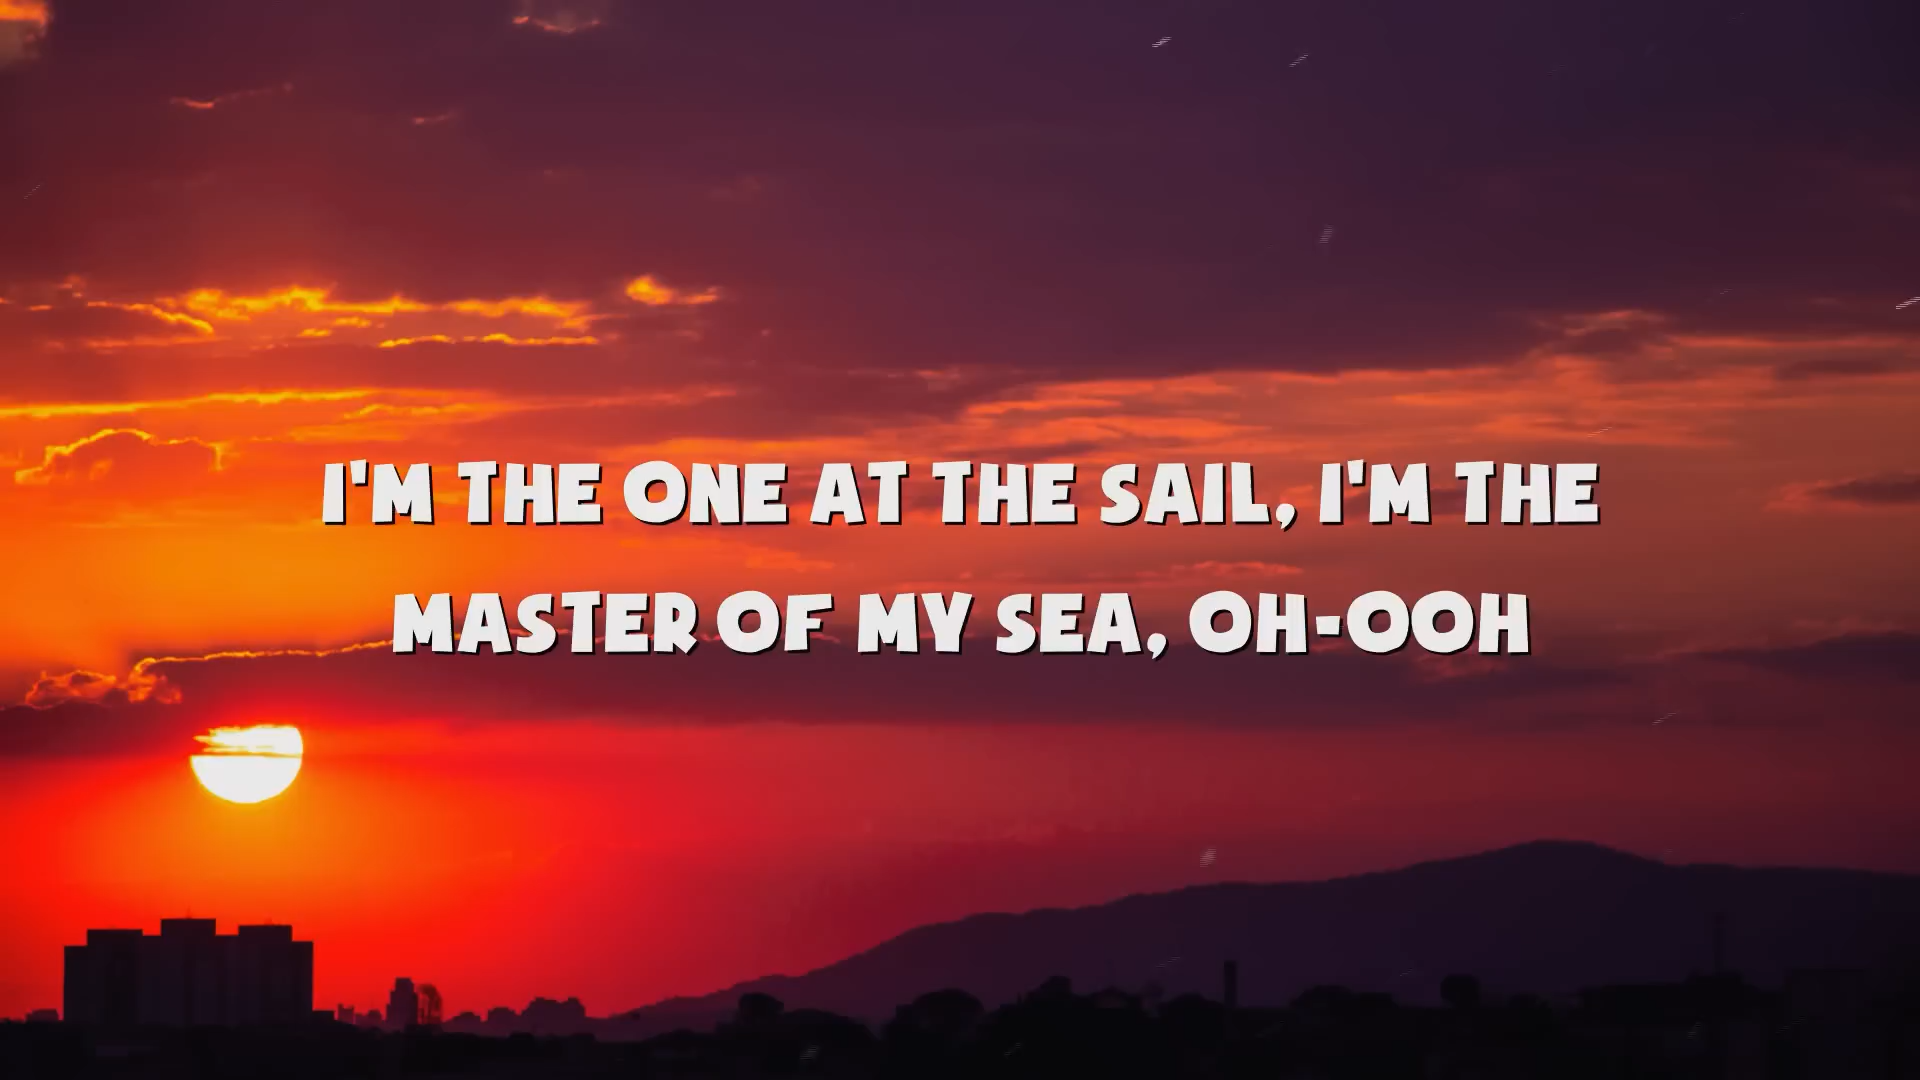 I'M THE ONE AT THE SAIL, I'M THE
MASTER OF MY SEA, OH-OOH